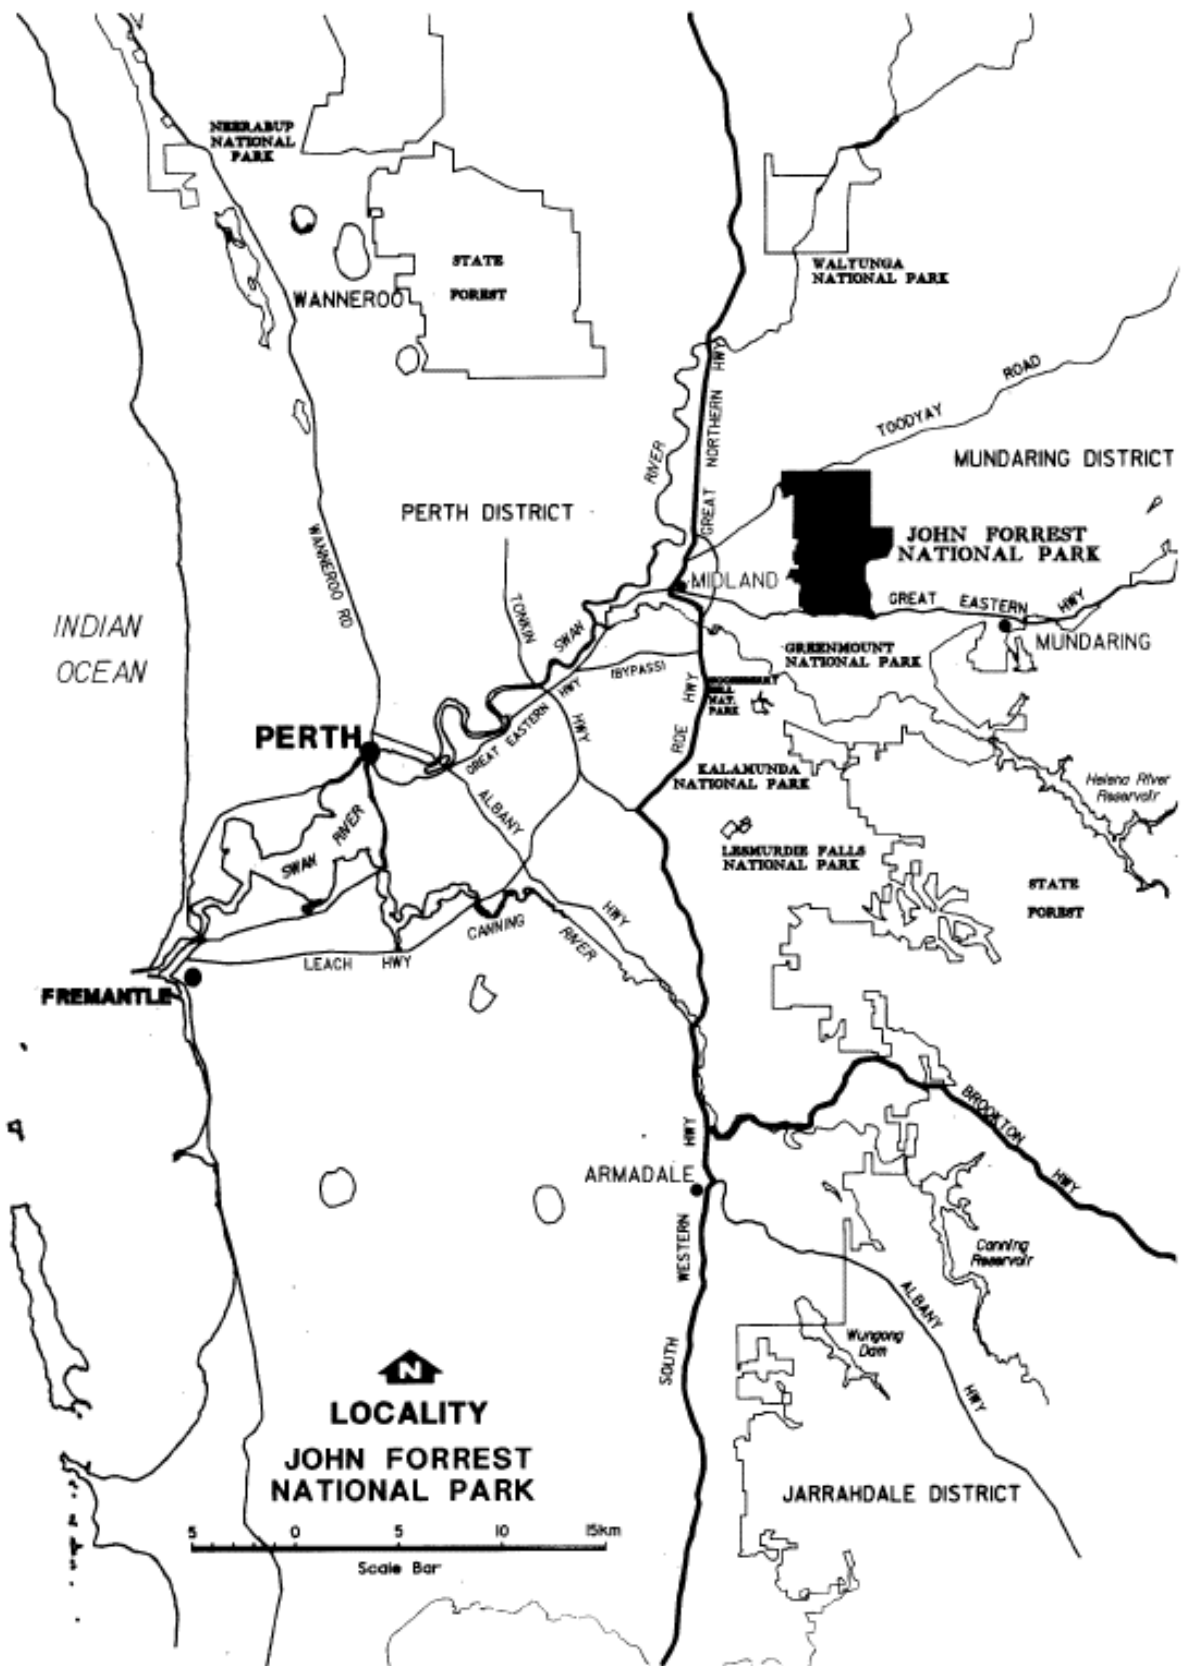 NEERABUP
NATIONAL
PARK
STATE
FOREST
WANNEROO
WALYUNGA
NATIONAL PARK
GREAT NORTHERN HWY
RIVER
TOODYAY ROAD
MUNDARING DISTRICT
PERTH DISTRICT
JOHN FORREST
NATIONAL PARK
WANNEROO RD
MIDLAND
GREAT EASTERN HWY
TONKIN HWY
SWAN
INDIAN
OCEAN
MUNDARING
GREENMOUNT
NATIONAL PARK
(BYPASS)
HILL
NAT.
PARK
ROE HWY
PERTH
GREAT EASTERN HWY
KALAMUNDA
NATIONAL PARK
Helena River
Reservoir
ALBANY HWY
SWAN RIVER
LESMURDIE FALLS
NATIONAL PARK
STATE
FOREST
CANNING RIVER
LEACH HWY
FREMANTLE
BROOKTON HWY
ARMADALE
SOUTH WESTERN HWY
Canning
Reservoir
ALBANY HWY
Wungong
Dam
N
LOCALITY
JOHN FORREST
NATIONAL PARK
JARRAHDALE DISTRICT
5 0 5 10 15km
Scale Bar